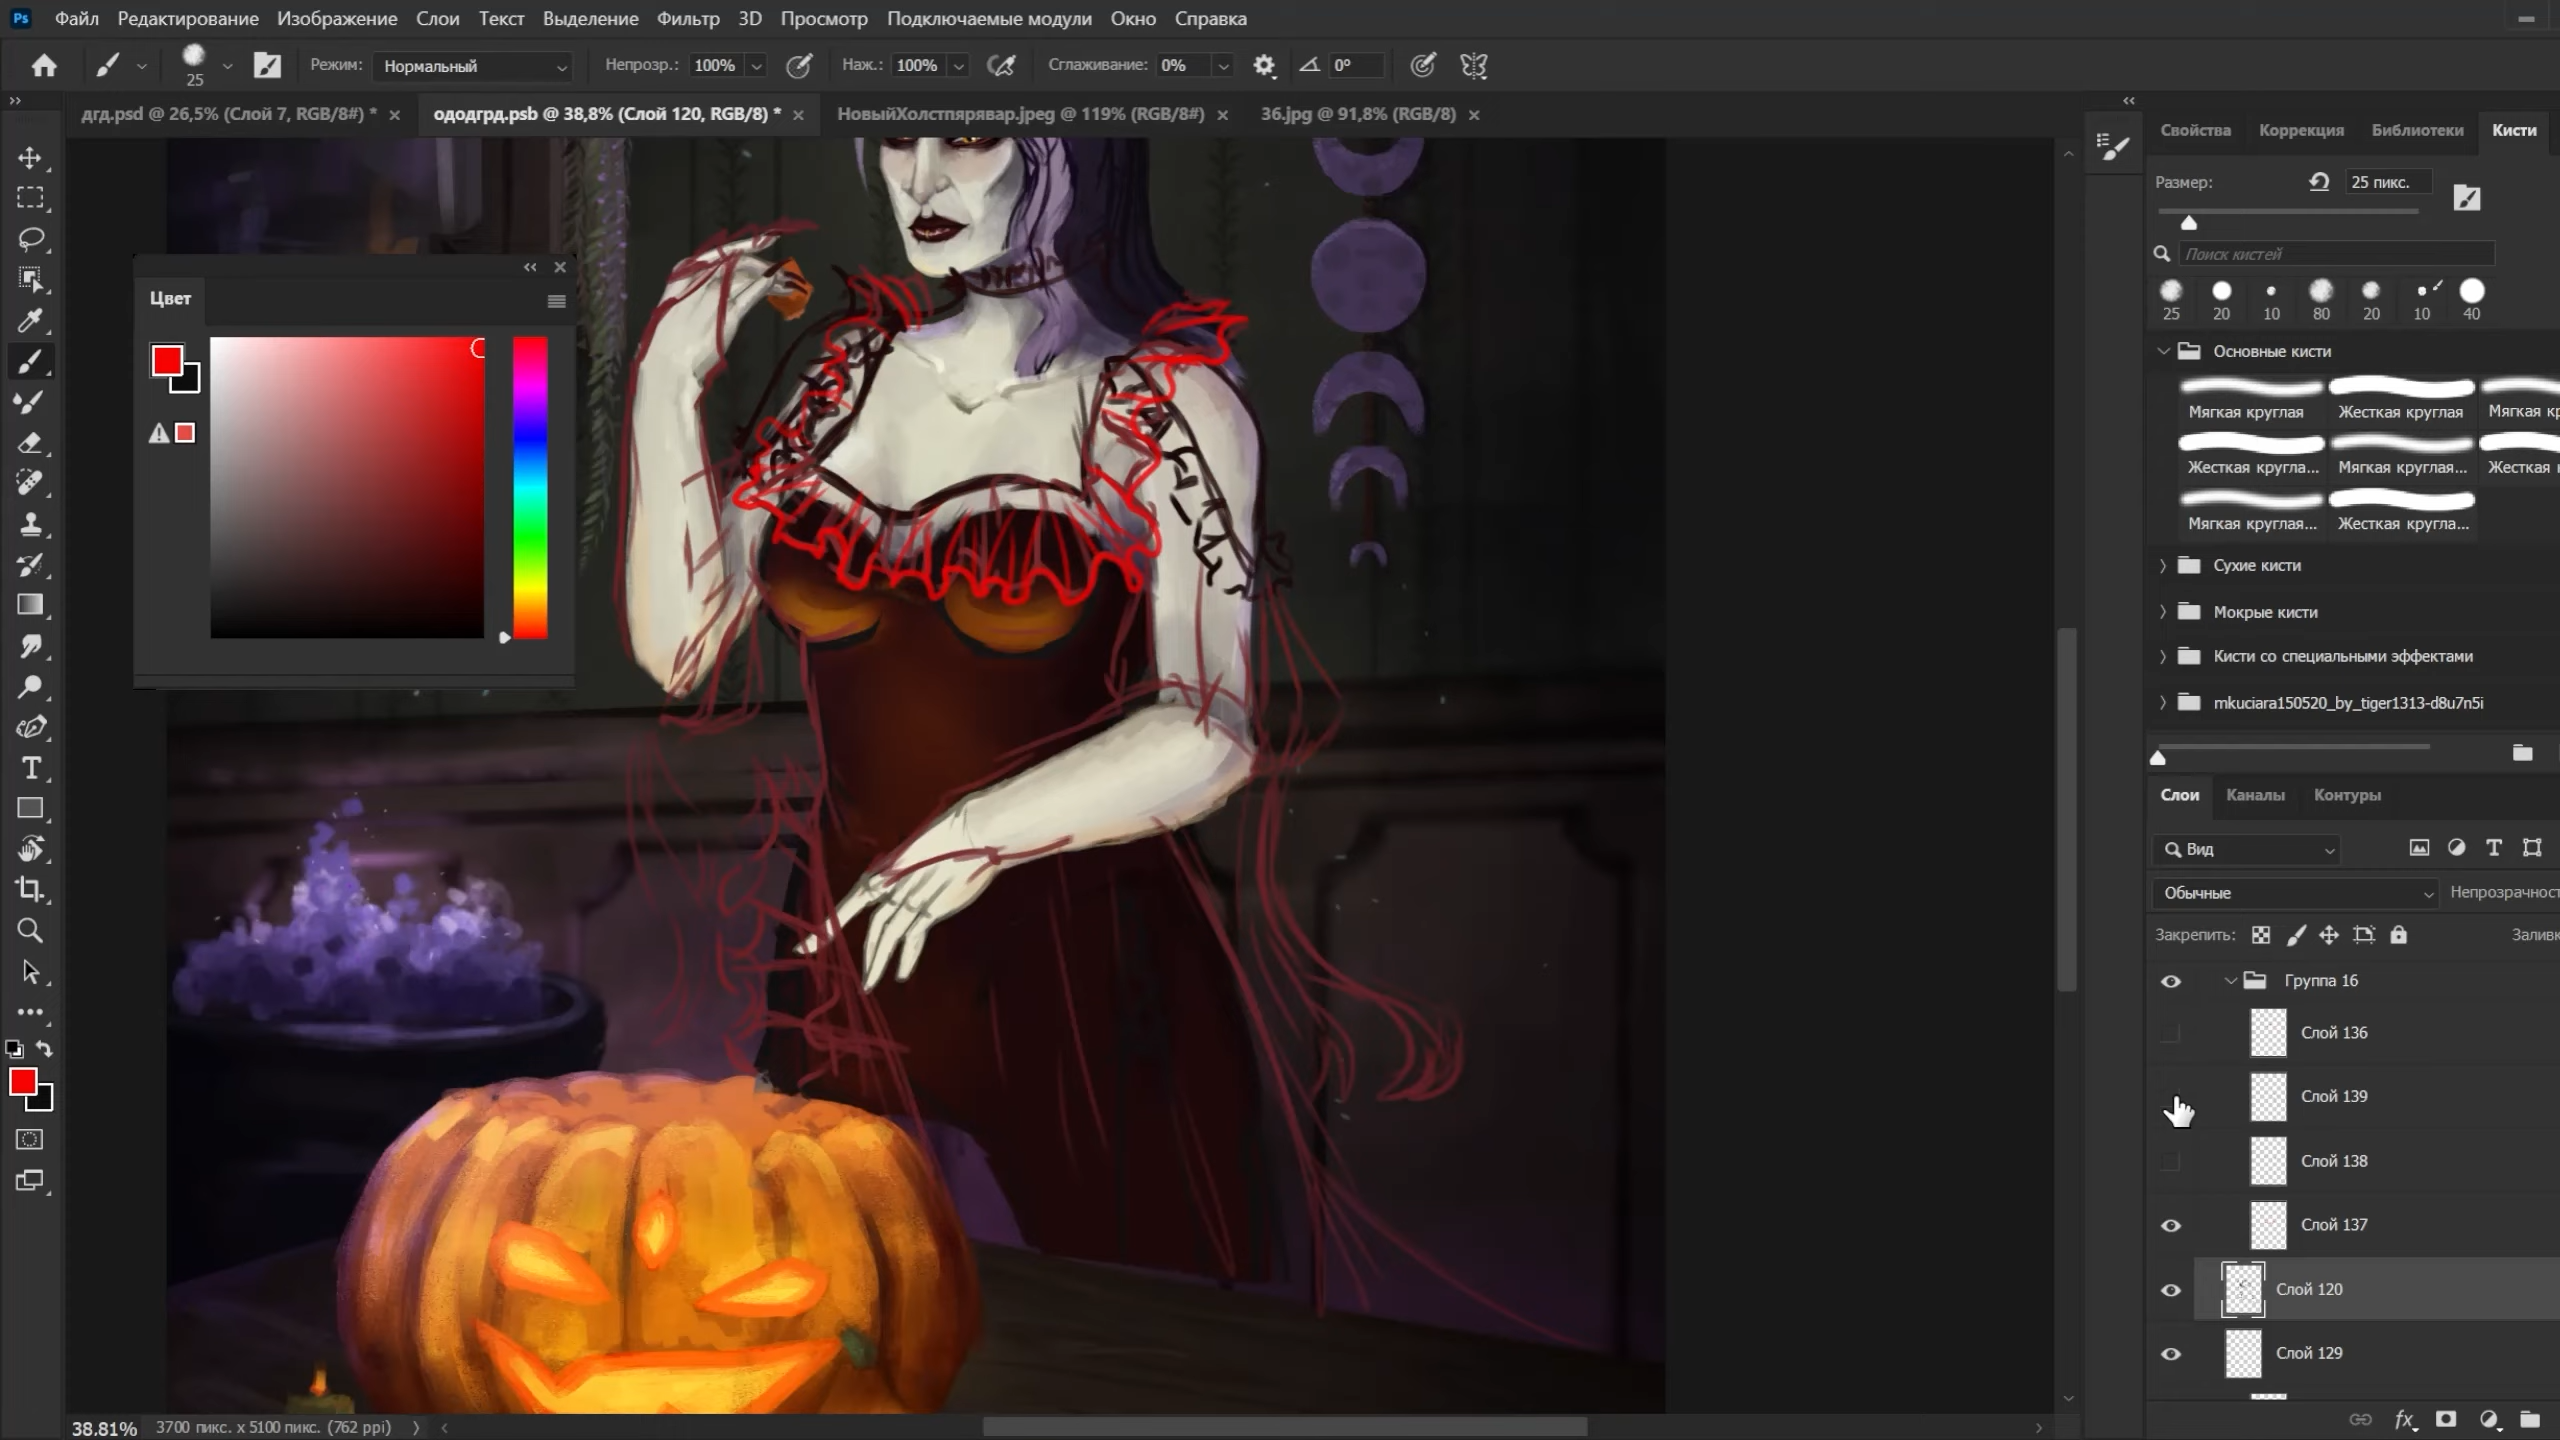 Ps Файл Редактирование Изображение Слои Текст Выделение Фильтр 3D Просмотр Подключаемые модули Окно Справка
25 Режим: Нормальный Непрозр.: 100% Наж.: 100% Сглаживание: 0% 0°
дгд.psd @ 26,5% (Слой 7, RGB/8#) * ододгрд.psb @ 38,8% (Слой 120, RGB/8) * НовыйХолстпярявар.jpeg @ 119% (RGB/8#) 36.jpg @ 91,8% (RGB/8)
Цвет
Свойства Коррекция Библиотеки Кисти
Размер: 25 пикс.
Поиск кистей
25 20 10 80 20 10 40
Основные кисти
Мягкая круглая Жесткая круглая Мягкая к
Жесткая кругла... Мягкая круглая... Жесткая к
Мягкая круглая... Жесткая кругла...
Сухие кисти
Мокрые кисти
Кисти со специальными эффектами
mkuciara150520_by_tiger1313-d8u7n5i
Слои Каналы Контуры
Вид
Обычные Непрозрачност
Закрепить: Заливк
Группа 16
Слой 136
Слой 139
Слой 138
Слой 137
Слой 120
Слой 129
fx
38.81% 3700 пикс. x 5100 пикс. (762 ppi)